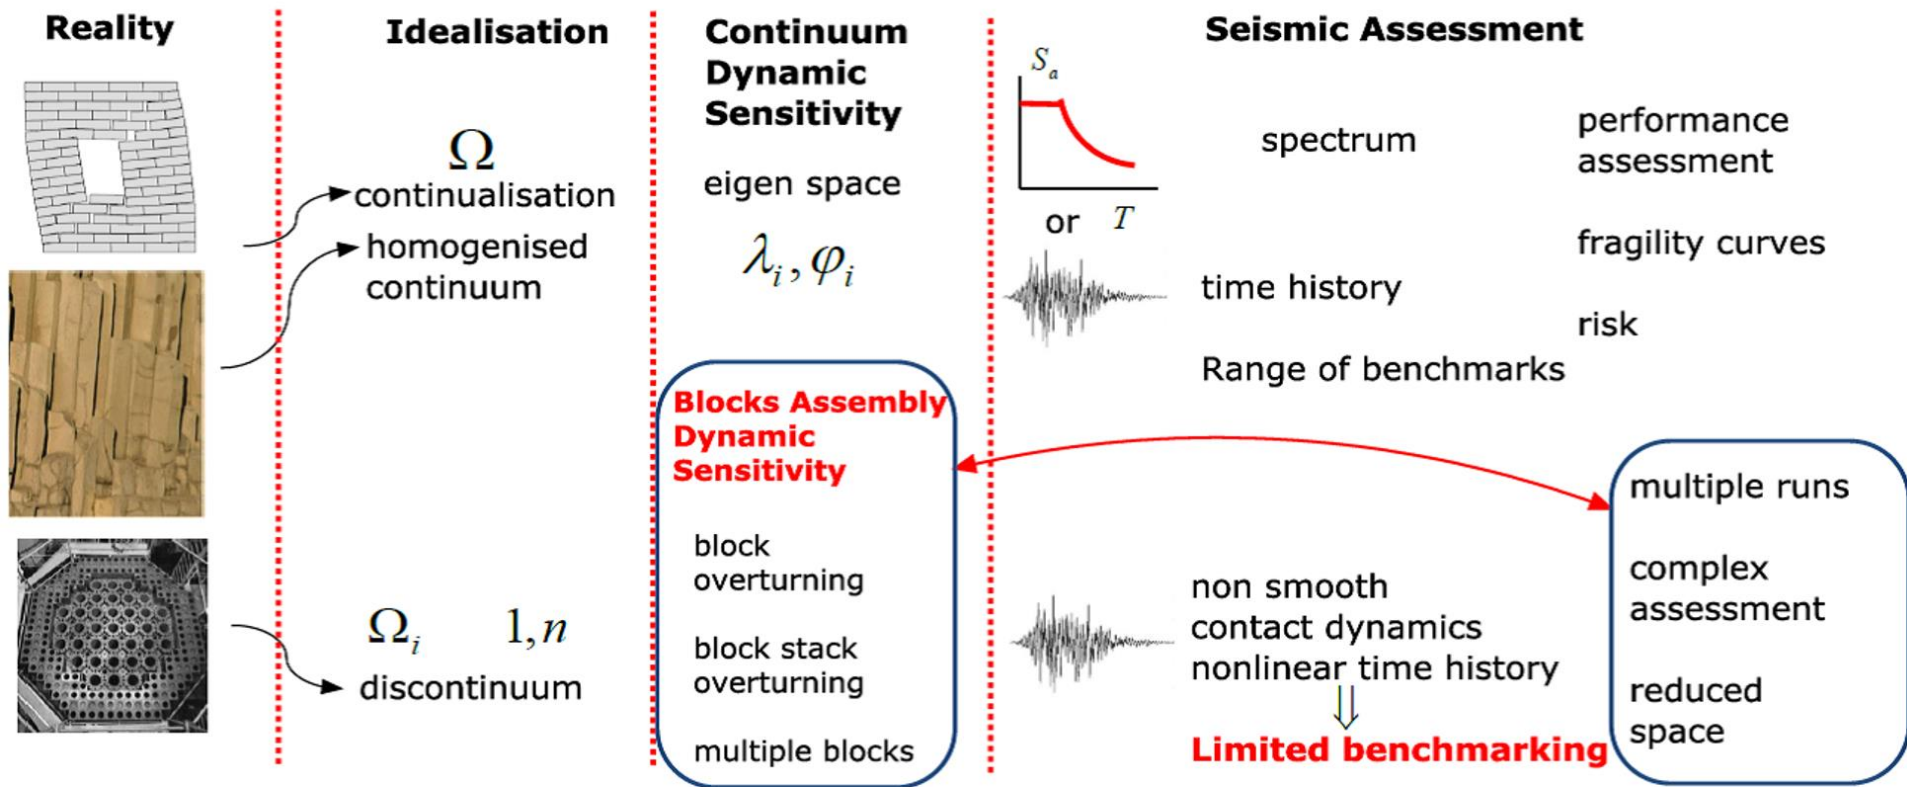 Reality
Idealisation
Ω
continualisation
homogenised
continuum
Ωᵢ 1,n
discontinuum
Continuum
Dynamic
Sensitivity
eigen space
λᵢ, φᵢ
Blocks Assembly
Dynamic
Sensitivity
block
overturning
block stack
overturning
multiple blocks
Seismic Assessment
Sₐ
or T
spectrum
time history
Range of benchmarks
performance
assessment
fragility curves
risk
non smooth
contact dynamics
nonlinear time history
⇓
Limited benchmarking
multiple runs
complex
assessment
reduced
space